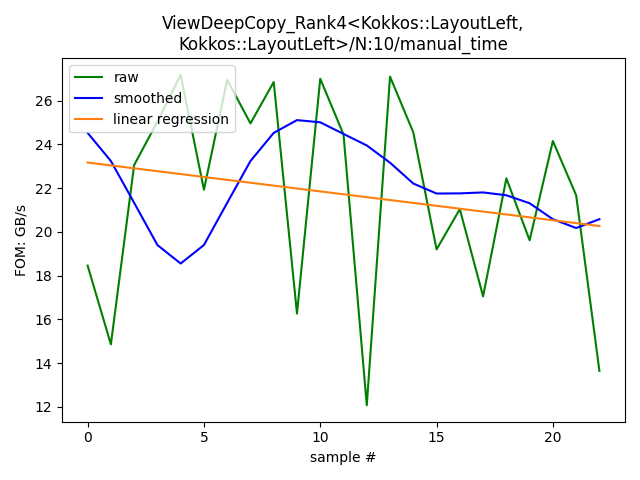 ViewDeepCopy_Rank4<Kokkos::LayoutLeft,
Kokkos::LayoutLeft>/N:10/manual_time
raw
smoothed
linear regression
FOM: GB/s
26
24
22
20
18
16
14
12
0
5
10
15
20
sample #